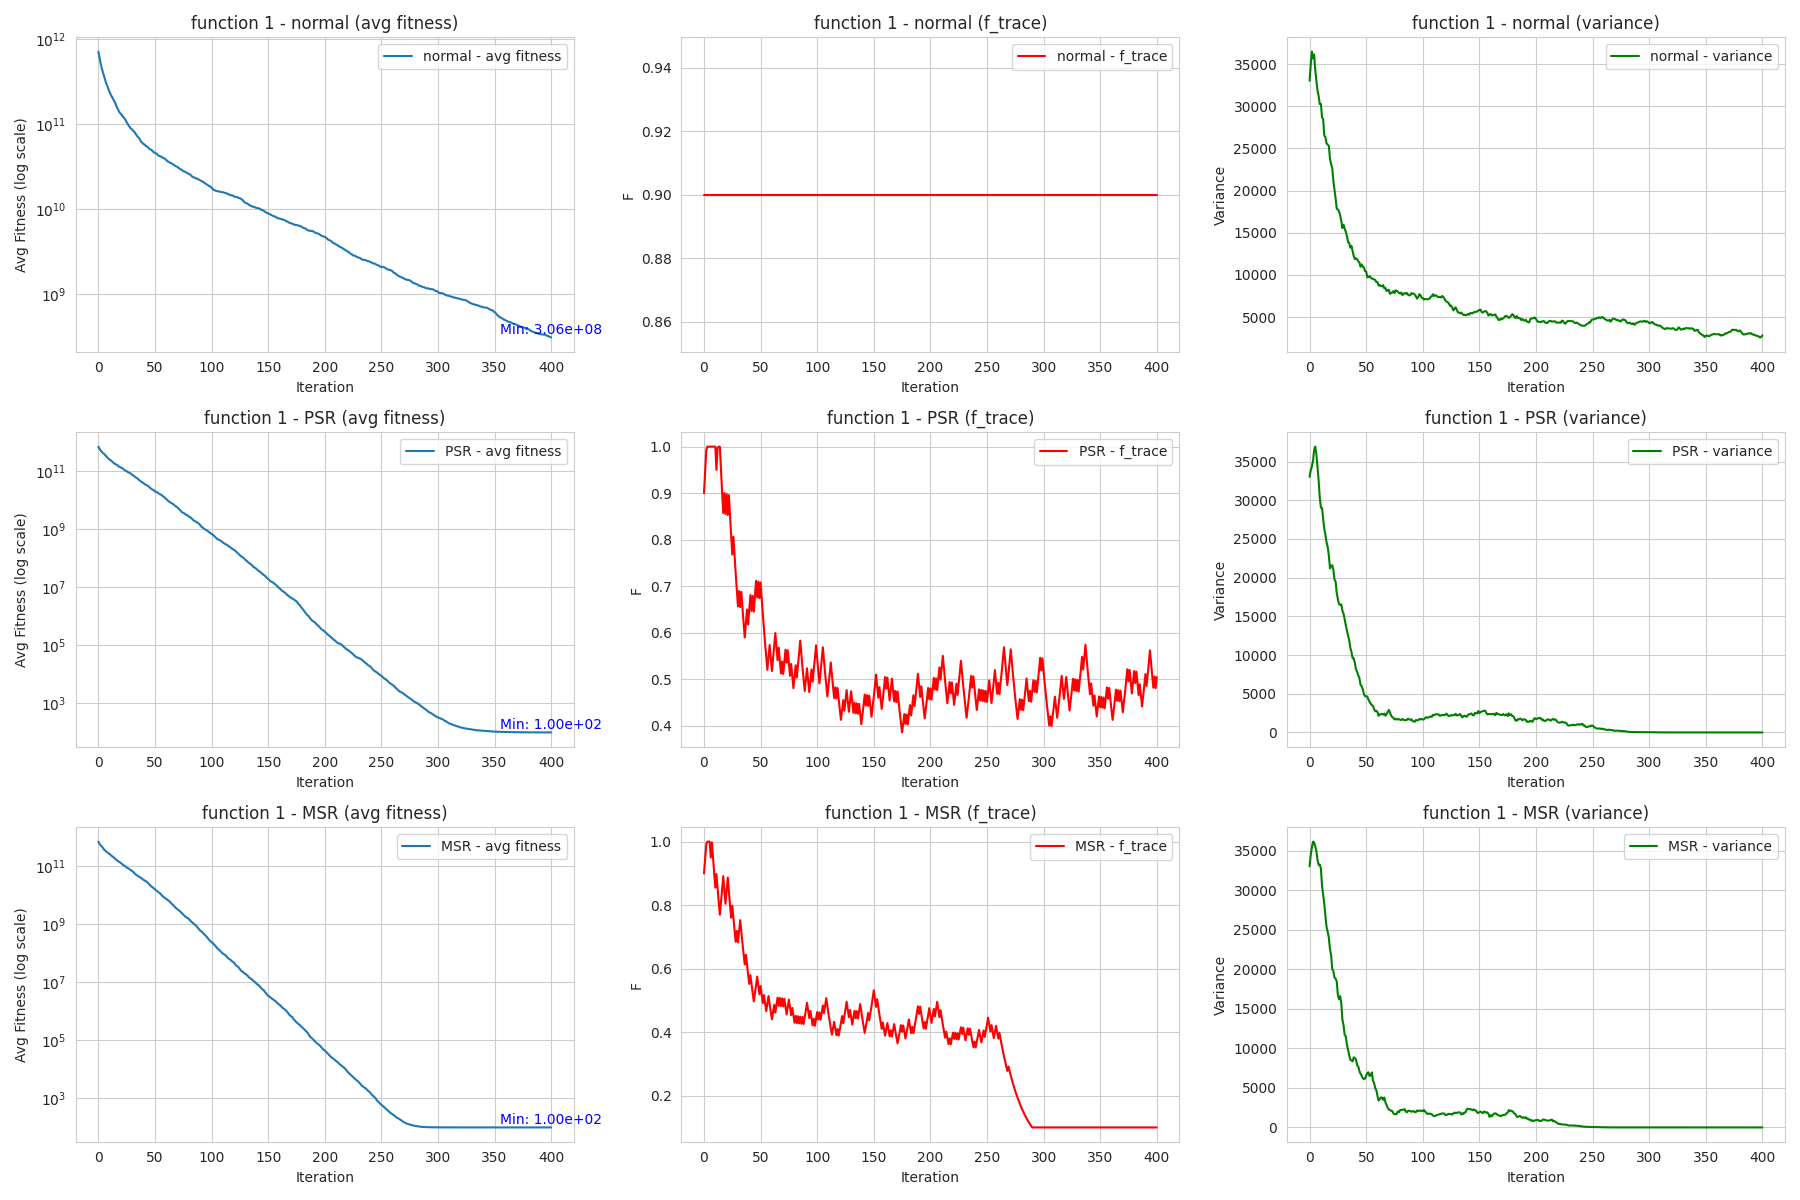 function 1 - normal (avg fitness)
normal - avg fitness
Avg Fitness (log scale)
10^12
10^11
10^10
10^9
Min: 3.06e+08
0 50 100 150 200 250 300 350 400
Iteration
function 1 - normal (f_trace)
normal - f_trace
F
0.94
0.92
0.90
0.88
0.86
0 50 100 150 200 250 300 350 400
Iteration
function 1 - normal (variance)
normal - variance
Variance
35000
30000
25000
20000
15000
10000
5000
0 50 100 150 200 250 300 350 400
Iteration
function 1 - PSR (avg fitness)
PSR - avg fitness
Avg Fitness (log scale)
10^11
10^9
10^7
10^5
10^3
Min: 1.00e+02
0 50 100 150 200 250 300 350 400
Iteration
function 1 - PSR (f_trace)
PSR - f_trace
F
1.0
0.9
0.8
0.7
0.6
0.5
0.4
0 50 100 150 200 250 300 350 400
Iteration
function 1 - PSR (variance)
PSR - variance
Variance
35000
30000
25000
20000
15000
10000
5000
0
0 50 100 150 200 250 300 350 400
Iteration
function 1 - MSR (avg fitness)
MSR - avg fitness
Avg Fitness (log scale)
10^11
10^9
10^7
10^5
10^3
Min: 1.00e+02
0 50 100 150 200 250 300 350 400
Iteration
function 1 - MSR (f_trace)
MSR - f_trace
F
1.0
0.8
0.6
0.4
0.2
0 50 100 150 200 250 300 350 400
Iteration
function 1 - MSR (variance)
MSR - variance
Variance
35000
30000
25000
20000
15000
10000
5000
0
0 50 100 150 200 250 300 350 400
Iteration